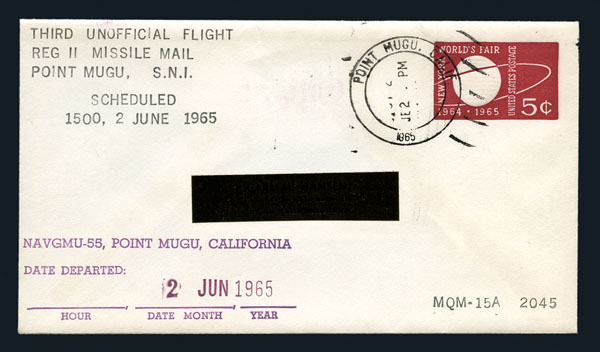 THIRD UNOFFICIAL FLIGHT
REG II MISSILE MAIL
POINT MUGU, S.N.I.
SCHEDULED
1500, 2 JUNE 1965
POINT MUGU,
PM
1965
WORLD'S FAIR
NEW YORK
UNITED STATES POSTAGE
1964 • 1965
5¢
NAVGMU-55, POINT MUGU, CALIFORNIA
DATE DEPARTED:
2 JUN 1965
HOUR DATE MONTH YEAR
MQM-15A 2045